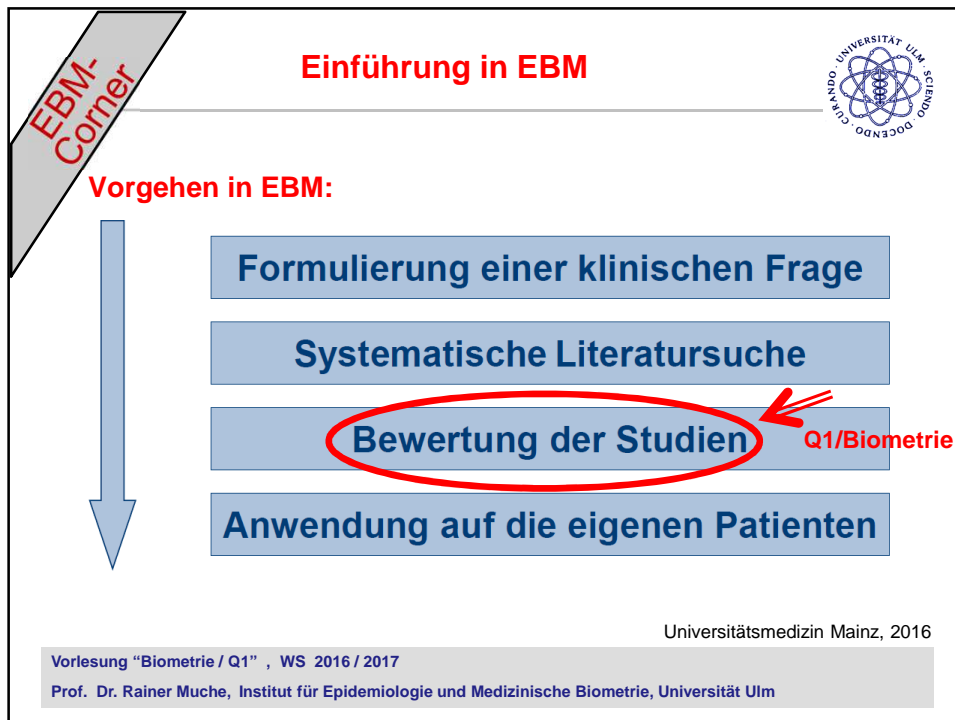 EBM-
Corner
Einführung in EBM
UNIVERSITÄT ULM · SCIENDO · DOCENDO · CURANDO ·
Vorgehen in EBM:
Formulierung einer klinischen Frage
Systematische Literatursuche
Bewertung der Studien
Q1/Biometrie
Anwendung auf die eigenen Patienten
Universitätsmedizin Mainz, 2016
Vorlesung “Biometrie / Q1” , WS 2016 / 2017
Prof. Dr. Rainer Muche, Institut für Epidemiologie und Medizinische Biometrie, Universität Ulm